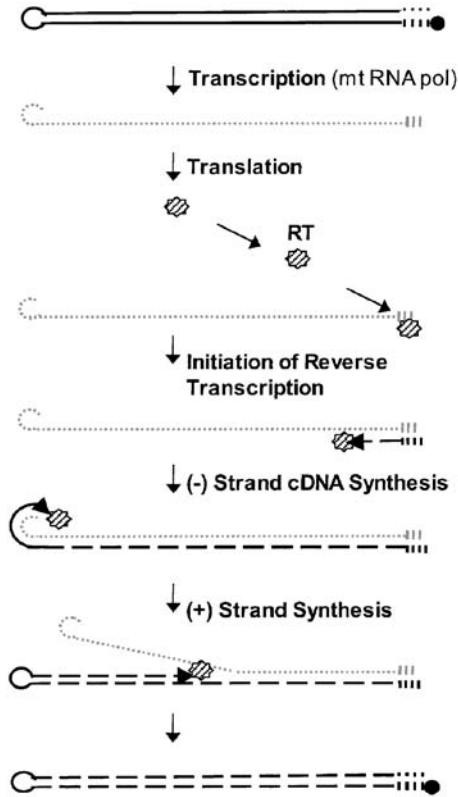 Transcription (mt RNA pol)
Translation
RT
Initiation of Reverse
Transcription
(-) Strand cDNA Synthesis
(+) Strand Synthesis